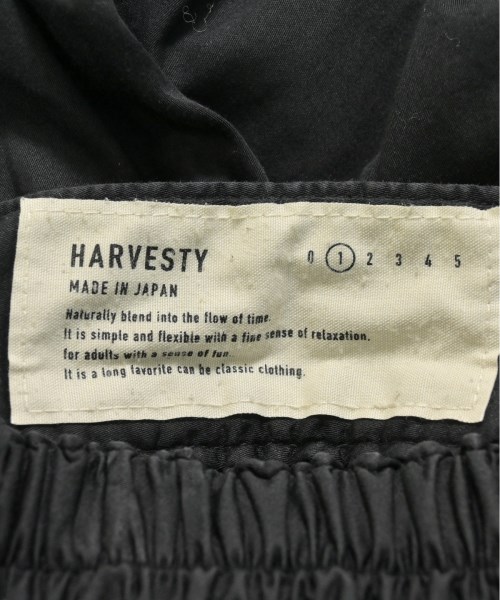 HARVESTY 0 1 2 3 4 5
MADE IN JAPAN
Naturally blend into the flow of time.
It is simple and flexible with a fine sense of relaxation.
for adults with a sense of fun.
It is a long favorite can be classic clothing.